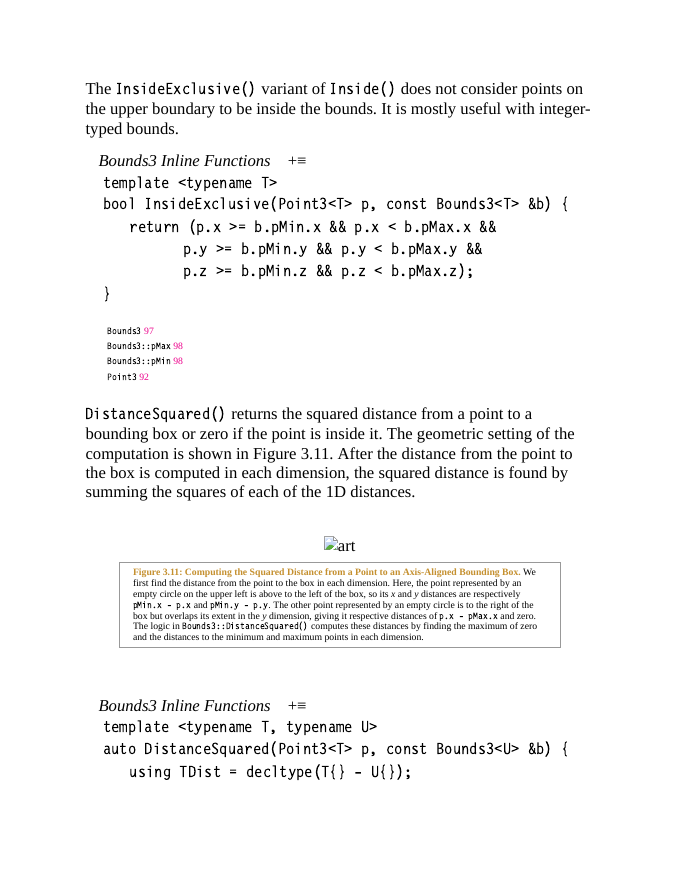 The InsideExclusive() variant of Inside() does not consider points on
the upper boundary to be inside the bounds. It is mostly useful with integer-
typed bounds.
Bounds3 Inline Functions +≡
template <typename T>
bool InsideExclusive(Point3<T> p, const Bounds3<T> &b) {
return (p.x >= b.pMin.x && p.x < b.pMax.x &&
p.y >= b.pMin.y && p.y < b.pMax.y &&
p.z >= b.pMin.z && p.z < b.pMax.z);
}
Bounds3 97
Bounds3::pMax 98
Bounds3::pMin 98
Point3 92
DistanceSquared() returns the squared distance from a point to a
bounding box or zero if the point is inside it. The geometric setting of the
computation is shown in Figure 3.11. After the distance from the point to
the box is computed in each dimension, the squared distance is found by
summing the squares of each of the 1D distances.
art
Figure 3.11: Computing the Squared Distance from a Point to an Axis-Aligned Bounding Box. We
first find the distance from the point to the box in each dimension. Here, the point represented by an
empty circle on the upper left is above to the left of the box, so its x and y distances are respectively
pMin.x - p.x and pMin.y - p.y. The other point represented by an empty circle is to the right of the
box but overlaps its extent in the y dimension, giving it respective distances of p.x - pMax.x and zero.
The logic in Bounds3::DistanceSquared() computes these distances by finding the maximum of zero
and the distances to the minimum and maximum points in each dimension.
Bounds3 Inline Functions +≡
template <typename T, typename U>
auto DistanceSquared(Point3<T> p, const Bounds3<U> &b) {
using TDist = decltype(T{} - U{});